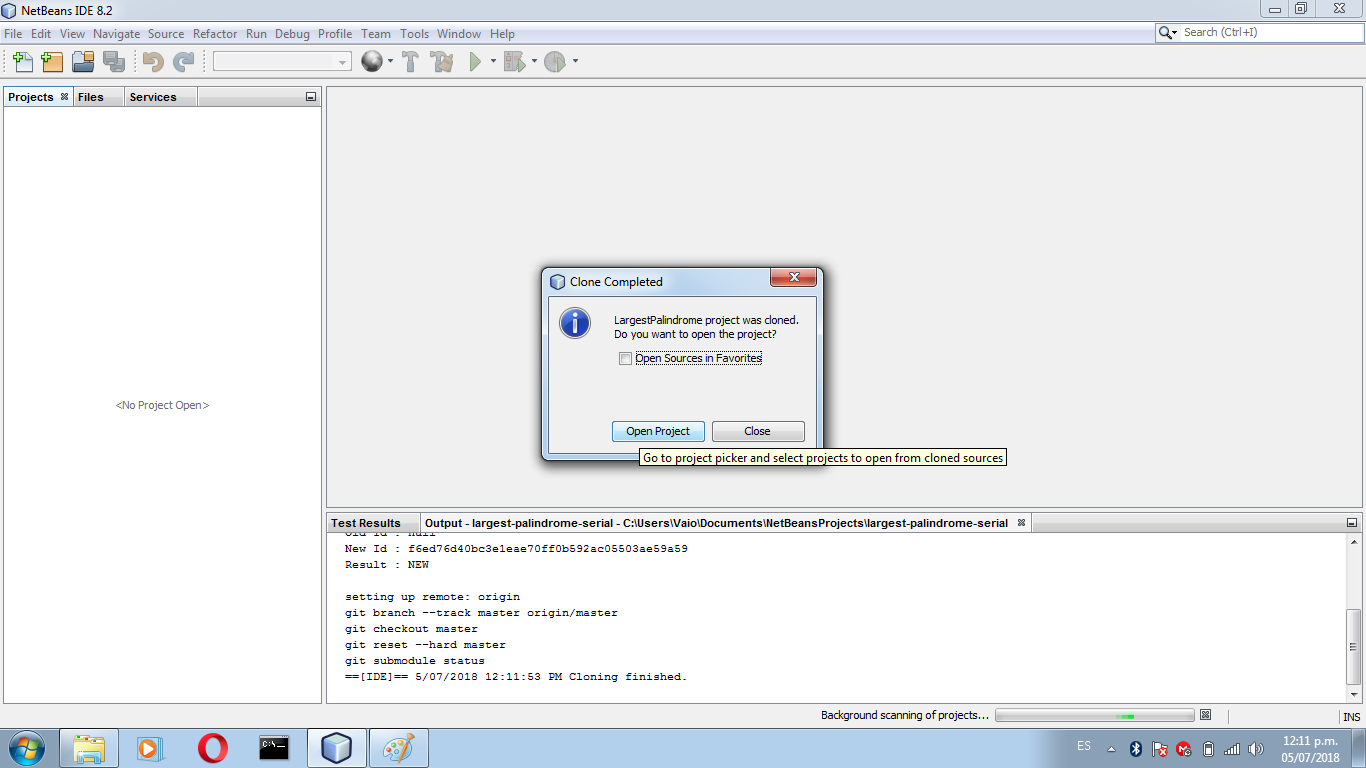 NetBeans IDE 8.2
File Edit View Navigate Source Refactor Run Debug Profile Team Tools Window Help
Search (Ctrl+I)
Projects Files Services
<No Project Open>
Clone Completed
LargestPalindrome project was cloned.
Do you want to open the project?
Open Sources in Favorites
Open Project Close
Go to project picker and select projects to open from cloned sources
Test Results Output - largest-palindrome-serial - C:\Users\Vaio\Documents\NetBeansProjects\largest-palindrome-serial
Old Id : null
New Id : f6ed76d40bc3e1eae70ff0b592ac05503ae59a59
Result : NEW
setting up remote: origin
git branch --track master origin/master
git checkout master
git reset --hard master
git submodule status
==[IDE]== 5/07/2018 12:11:53 PM Cloning finished.
Background scanning of projects...
INS
C:\
ES
12:11 p.m.
05/07/2018